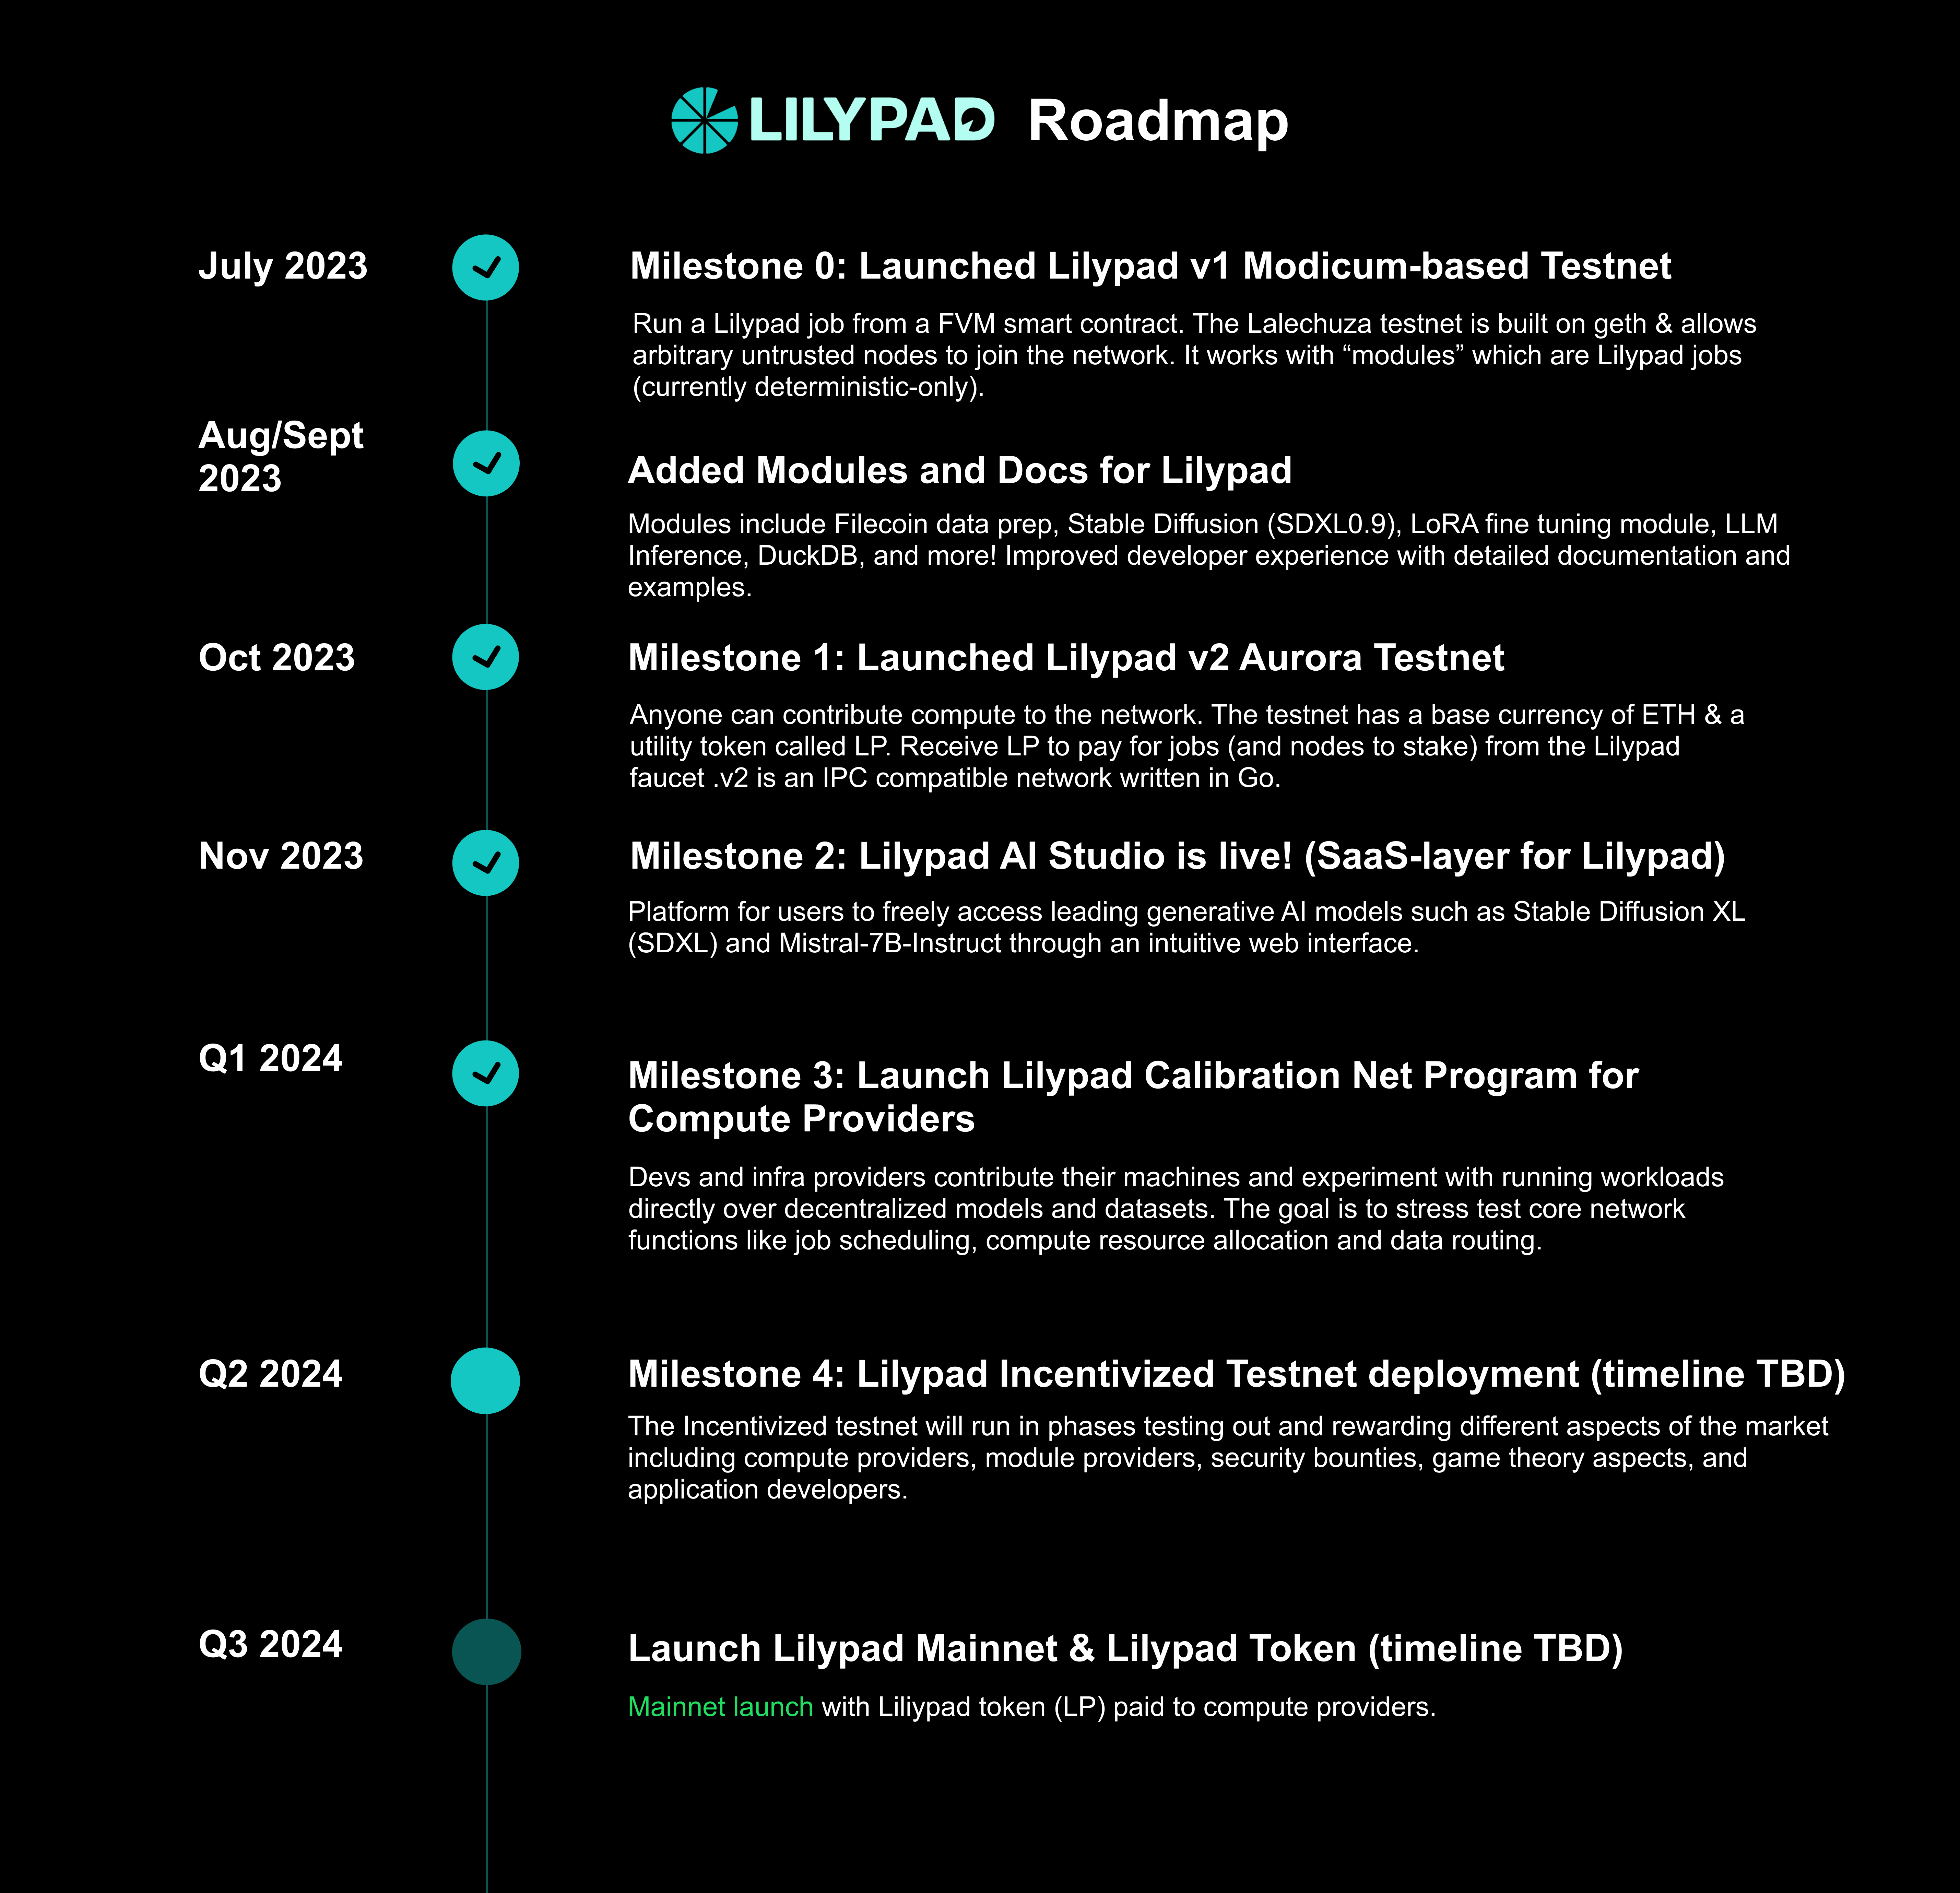 LILYPAD Roadmap
July 2023
Milestone 0: Launched Lilypad v1 Modicum-based Testnet
Run a Lilypad job from a FVM smart contract. The Lalechuza testnet is built on geth & allows
arbitrary untrusted nodes to join the network. It works with “modules” which are Lilypad jobs
(currently deterministic-only).
Aug/Sept
2023
Added Modules and Docs for Lilypad
Modules include Filecoin data prep, Stable Diffusion (SDXL0.9), LoRA fine tuning module, LLM
Inference, DuckDB, and more! Improved developer experience with detailed documentation and
examples.
Oct 2023
Milestone 1: Launched Lilypad v2 Aurora Testnet
Anyone can contribute compute to the network. The testnet has a base currency of ETH & a
utility token called LP. Receive LP to pay for jobs (and nodes to stake) from the Lilypad
faucet .v2 is an IPC compatible network written in Go.
Nov 2023
Milestone 2: Lilypad AI Studio is live! (SaaS-layer for Lilypad)
Platform for users to freely access leading generative AI models such as Stable Diffusion XL
(SDXL) and Mistral-7B-Instruct through an intuitive web interface.
Q1 2024
Milestone 3: Launch Lilypad Calibration Net Program for
Compute Providers
Devs and infra providers contribute their machines and experiment with running workloads
directly over decentralized models and datasets. The goal is to stress test core network
functions like job scheduling, compute resource allocation and data routing.
Q2 2024
Milestone 4: Lilypad Incentivized Testnet deployment (timeline TBD)
The Incentivized testnet will run in phases testing out and rewarding different aspects of the market
including compute providers, module providers, security bounties, game theory aspects, and
application developers.
Q3 2024
Launch Lilypad Mainnet & Lilypad Token (timeline TBD)
Mainnet launch with Liliypad token (LP) paid to compute providers.